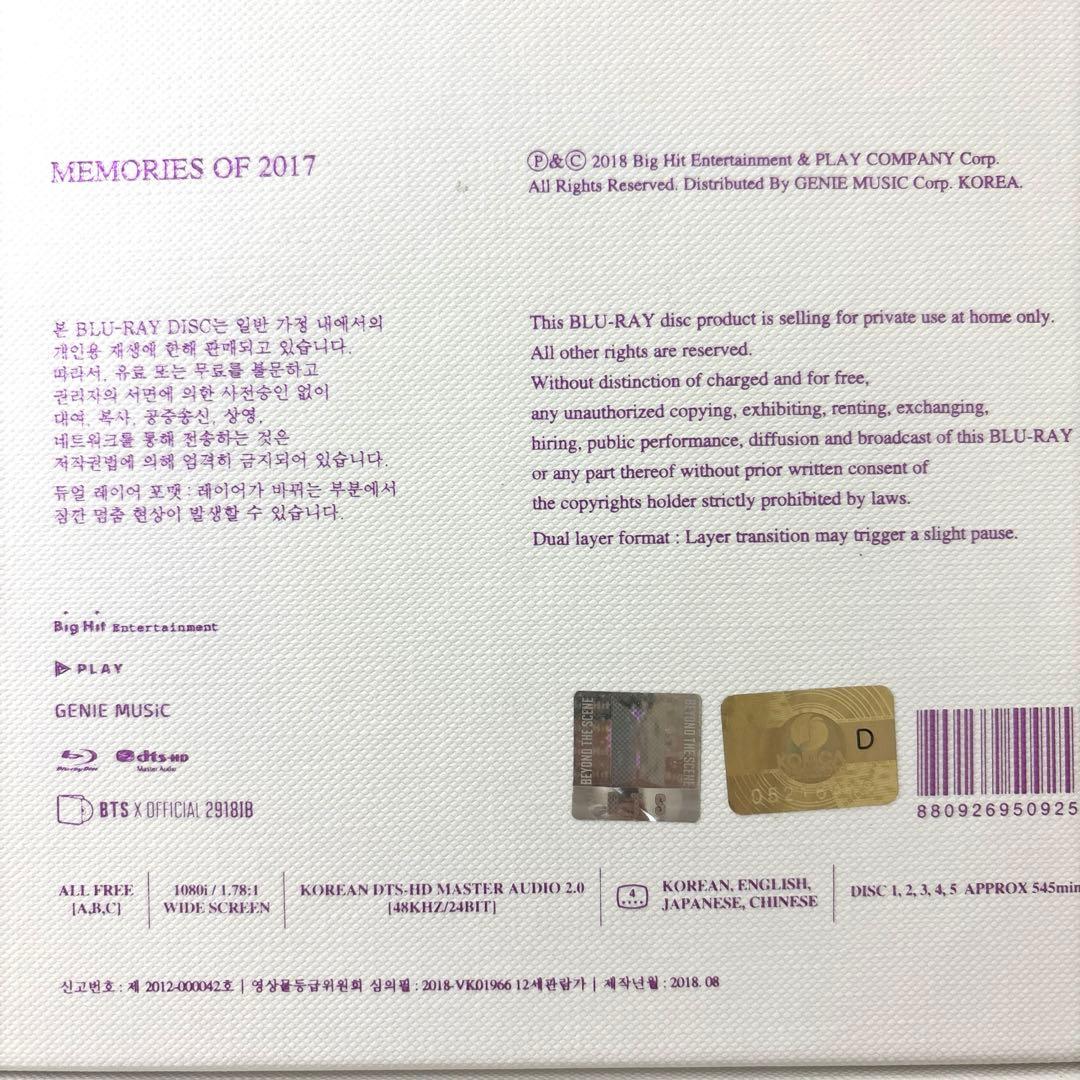 MEMORIES OF 2017
Ⓟ&Ⓒ 2018 Big Hit Entertainment & PLAY COMPANY Corp.
All Rights Reserved. Distributed By GENIE MUSIC Corp. KOREA.
본 BLU-RAY DISC는 일반 가정 내에서의
개인용 재생에 한해 판매되고 있습니다.
따라서, 유료 또는 무료를 불문하고
권리자의 서면에 의한 사전승인 없이
대여, 복사, 공중송신, 상영,
네트워크를 통해 전송하는 것은
저작권법에 의해 엄격히 금지되어 있습니다.
듀얼 레이어 포맷 : 레이어가 바뀌는 부분에서
잠깐 멈춤 현상이 발생할 수 있습니다.
This BLU-RAY disc product is selling for private use at home only.
All other rights are reserved.
Without distinction of charged and for free,
any unauthorized copying, exhibiting, renting, exchanging,
hiring, public performance, diffusion and broadcast of this BLU-RAY
or any part thereof without prior written consent of
the copyrights holder strictly prohibited by laws.
Dual layer format : Layer transition may trigger a slight pause.
Big Hit Entertainment
PLAY
GENIE MUSIC
Blu-ray Disc
dts-HD
Master Audio
BTS X OFFICIAL 29181B
BEYOND THE SCENE
BEYOND THE SCENE
D
880926950925
ALL FREE
[A,B,C]
1080i / 1.78:1
WIDE SCREEN
KOREAN DTS-HD MASTER AUDIO 2.0
[48KHZ/24BIT]
4
KOREAN, ENGLISH,
JAPANESE, CHINESE
DISC 1, 2, 3, 4, 5 APPROX 545min
신고번호 : 제 2012-000042호 | 영상물등급위원회 심의필 : 2018-VK01966 12세관람가 | 제작년월 : 2018. 08